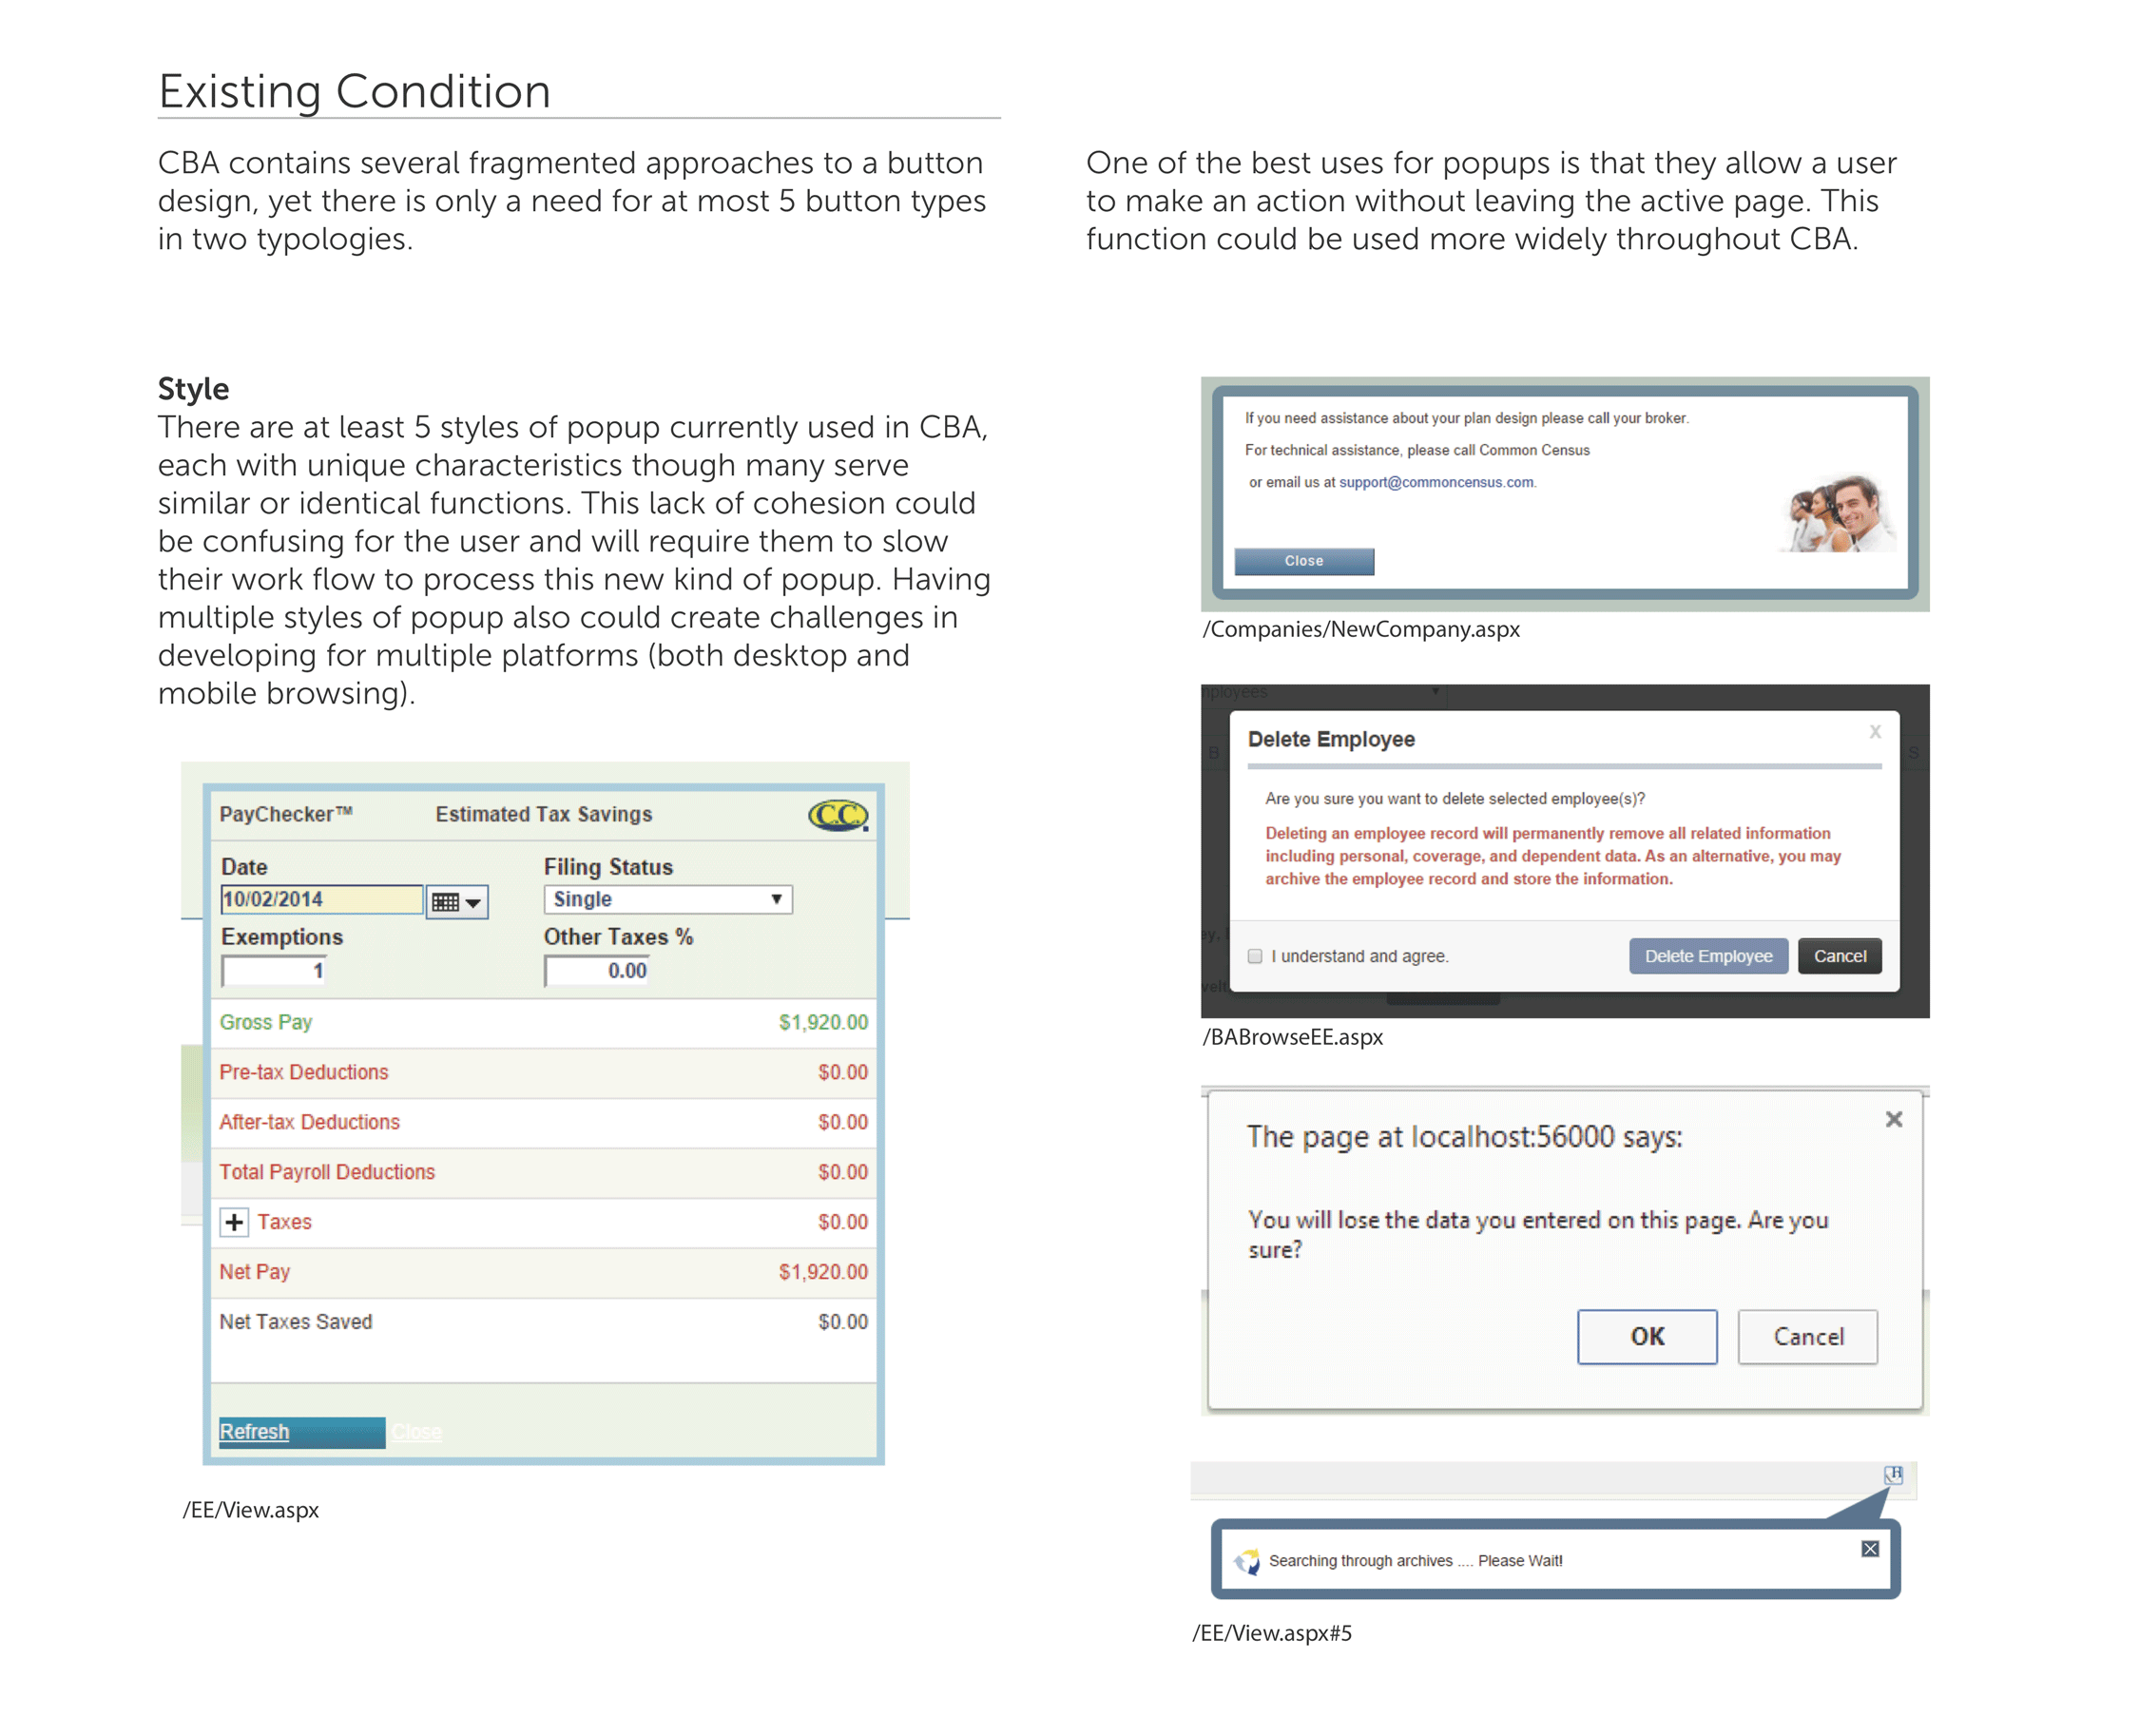 Existing Condition
CBA contains several fragmented approaches to a button
design, yet there is only a need for at most 5 button types
in two typologies.
One of the best uses for popups is that they allow a user
to make an action without leaving the active page. This
function could be used more widely throughout CBA.
Style
There are at least 5 styles of popup currently used in CBA,
each with unique characteristics though many serve
similar or identical functions. This lack of cohesion could
be confusing for the user and will require them to slow
their work flow to process this new kind of popup. Having
multiple styles of popup also could create challenges in
developing for multiple platforms (both desktop and
mobile browsing).
PayChecker™ Estimated Tax Savings C.C.
Date Filing Status
10/02/2014 Single
Exemptions Other Taxes %
1 0.00
Gross Pay $1,920.00
Pre-tax Deductions $0.00
After-tax Deductions $0.00
Total Payroll Deductions $0.00
+ Taxes $0.00
Net Pay $1,920.00
Net Taxes Saved $0.00
Refresh Close
/EE/View.aspx
If you need assistance about your plan design please call your broker.
For technical assistance, please call Common Census
or email us at support@commoncensus.com.
Close
/Companies/NewCompany.aspx
Delete Employee X
B S
Are you sure you want to delete selected employee(s)?
Deleting an employee record will permanently remove all related information
including personal, coverage, and dependent data. As an alternative, you may
archive the employee record and store the information.
I understand and agree. Delete Employee Cancel
/BABrowseEE.aspx
The page at localhost:56000 says:
You will lose the data you entered on this page. Are you
sure?
OK Cancel
H
Searching through archives .... Please Wait!
/EE/View.aspx#5